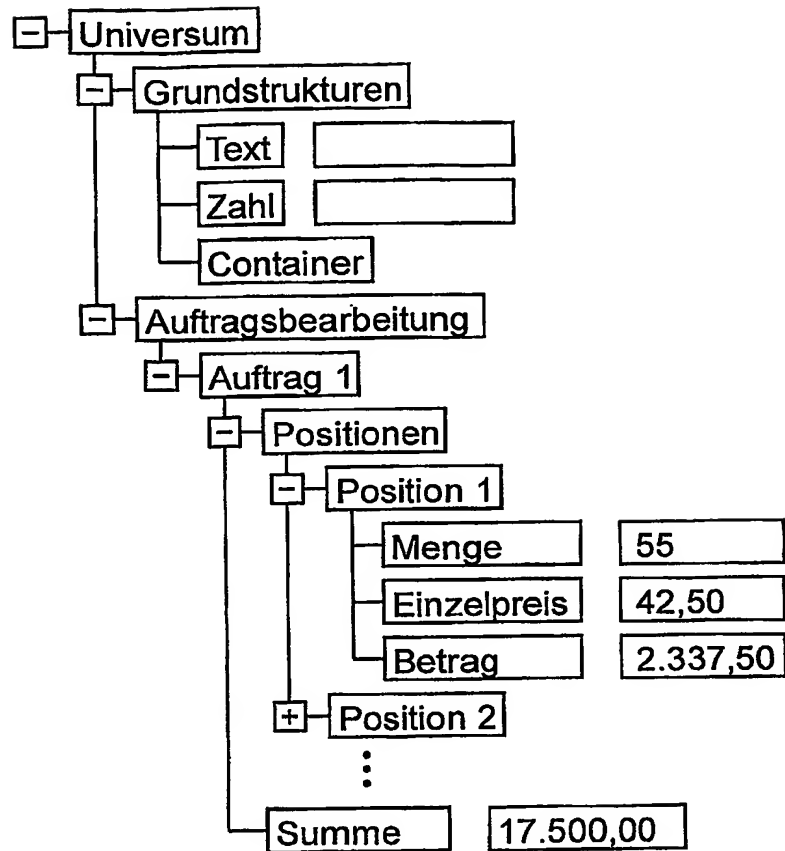 − Universum
− Grundstrukturen
Text
Zahl
Container
− Auftragsbearbeitung
− Auftrag 1
− Positionen
− Position 1
Menge 55
Einzelpreis 42,50
Betrag 2.337,50
+ Position 2
⋮
Summe 17.500,00